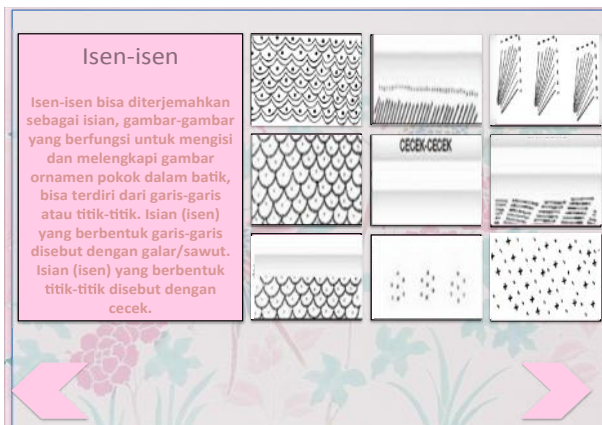 Isen-isen
Isen-isen bisa diterjemahkan
sebagai isian, gambar-gambar
yang berfungsi untuk mengisi
dan melengkapi gambar
ornamen pokok dalam batik,
bisa terdiri dari garis-garis
atau titik-titik. Isian (isen)
yang berbentuk garis-garis
disebut dengan galar/sawut.
Isian (isen) yang berbentuk
titik-titik disebut dengan
cecek.
CECEK-CECEK